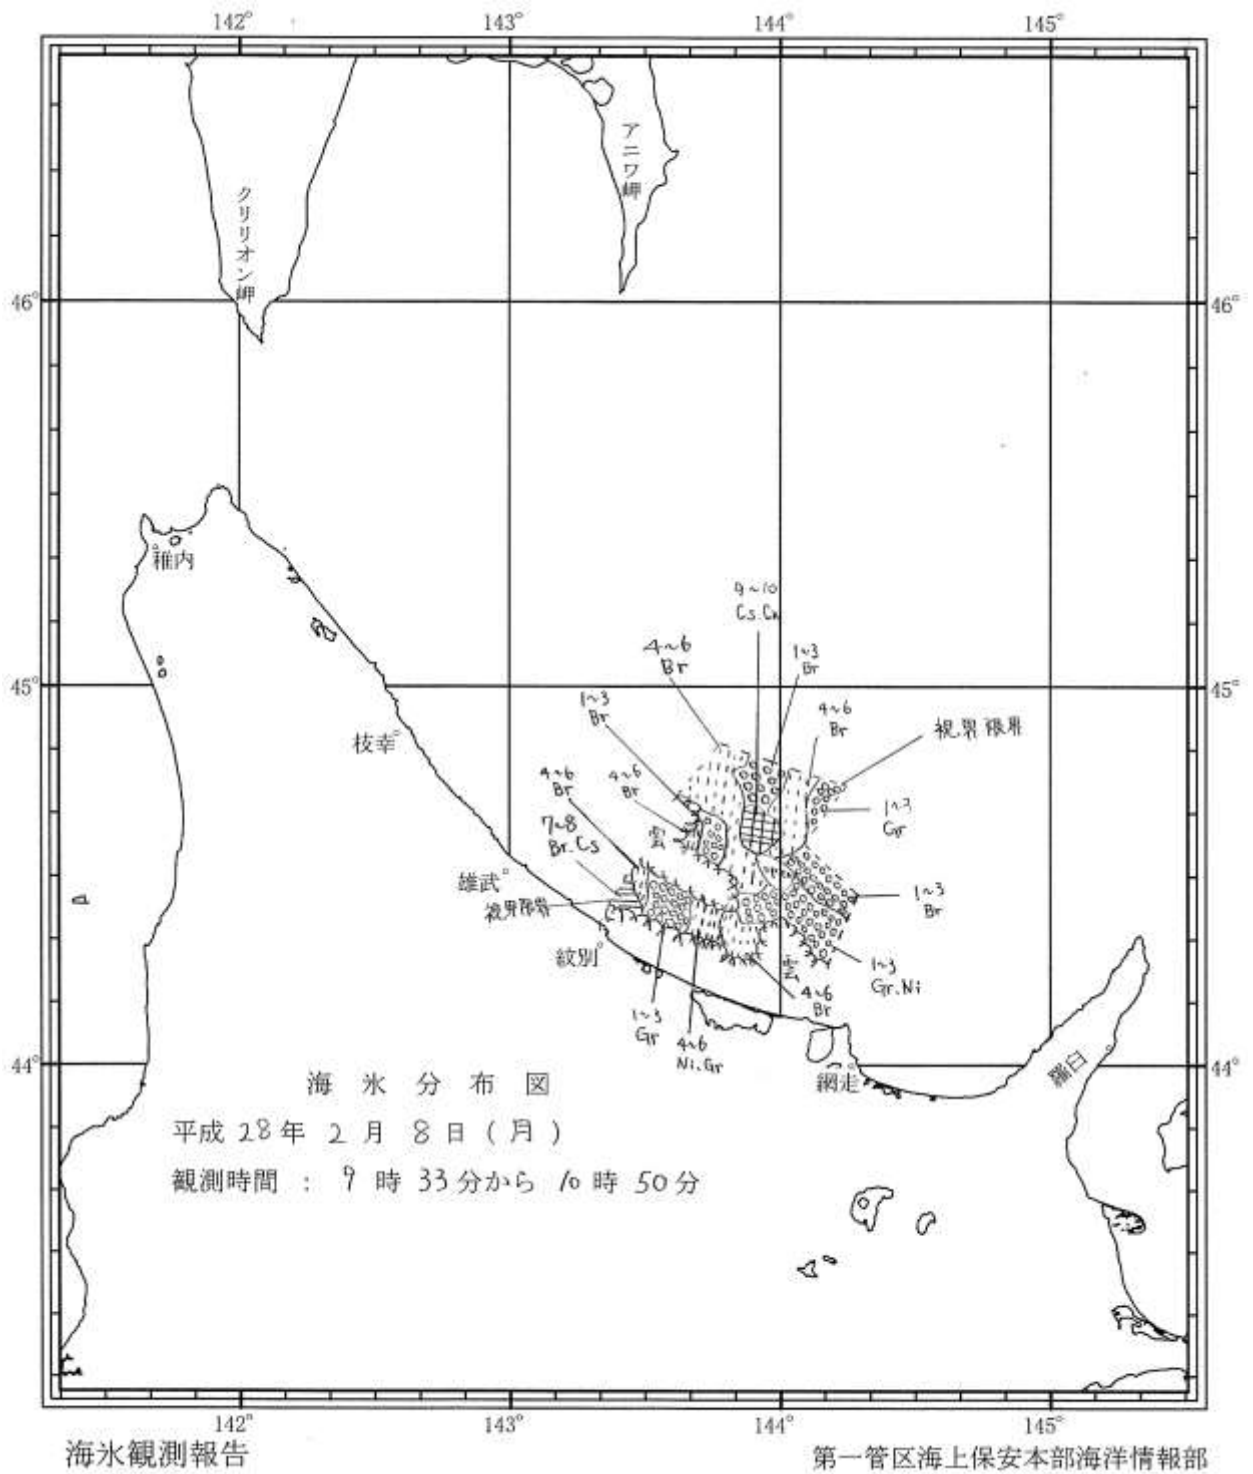 142°
143°
144°
145°
アニワ岬
クリリオン岬
46°
46°
稚内
9~10
Cs.Cn
4~6
Br
1~3
Br
45°
45°
1~3
Br
4~6
Br
視界限界
枝幸
4~6
Br
4~6
Br
1~3
Gr
7~8
Br.Cs
雲
雄武
視界限界
1~3
Br
紋別
雲
1~3
Gr.Ni
4~6
Br
1~3
Gr
4~6
Ni.Gr
44°
44°
網走
羅臼
海氷分布図
平成 28年 2月 8日(月)
観測時間 : 9時 33分から 10時 50分
142°
143°
144°
145°
海氷観測報告
第一管区海上保安本部海洋情報部